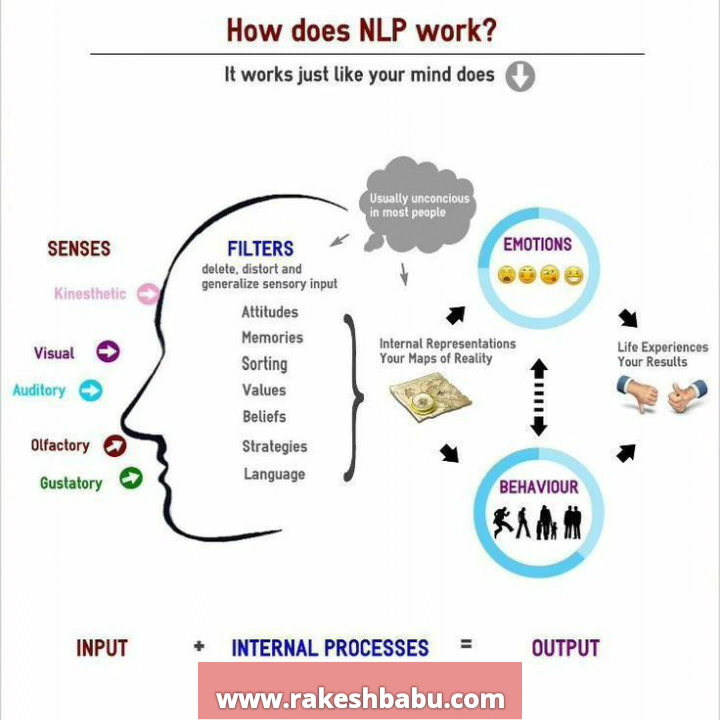 How does NLP work?
It works just like your mind does
Usually unconcious
in most people
SENSES
Kinesthetic
Visual
Auditory
Olfactory
Gustatory
FILTERS
delete, distort and
generalize sensory input
Attitudes
Memories
Sorting
Values
Beliefs
Strategies
Language
Internal Representations
Your Maps of Reality
EMOTIONS
BEHAVIOUR
Life Experiences
Your Results
INPUT + INTERNAL PROCESSES = OUTPUT
www.rakeshbabu.com